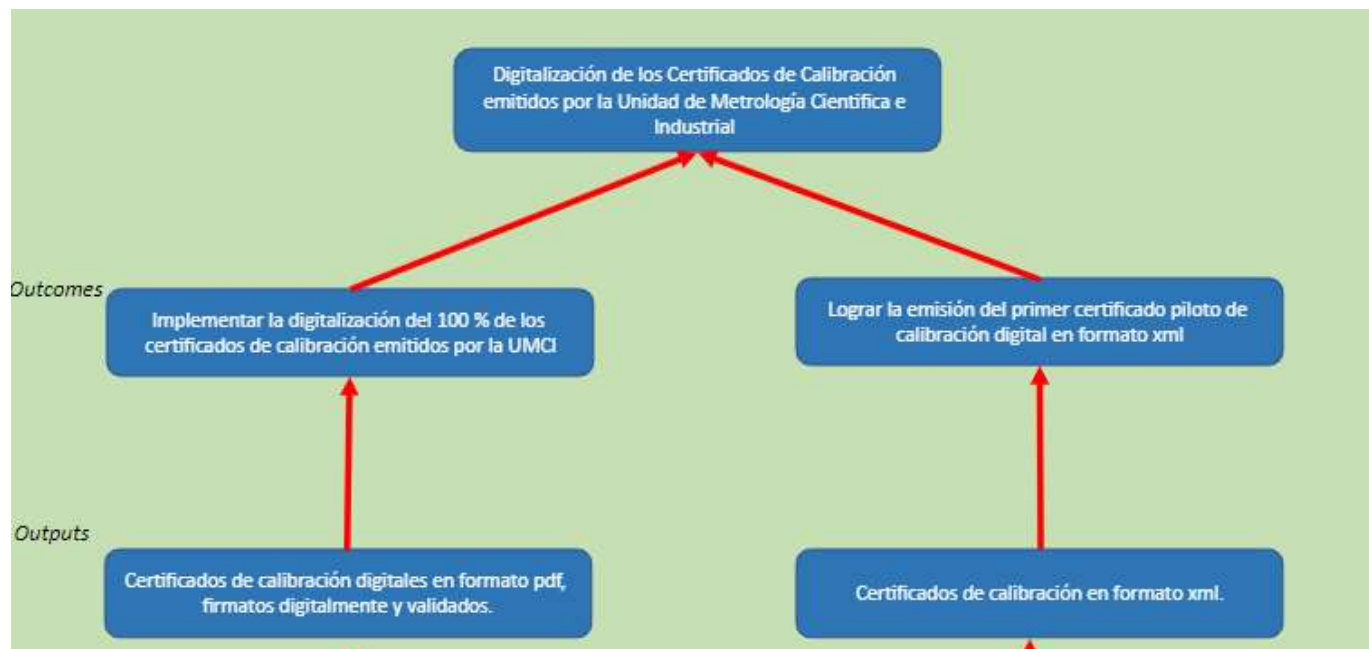 Digitalización de los Certificados de Calibración
emitidos por la Unidad de Metrología Cientifica e
Industrial
Outcomes
Implementar la digitalización del 100 % de los
certificados de calibración emitidos por la UMCI
Lograr la emisión del primer certificado piloto de
calibración digital en formato xml
Outputs
Certificados de calibración digitales en formato pdf,
firmatos digitalmente y validados.
Certificados de calibración en formato xml.